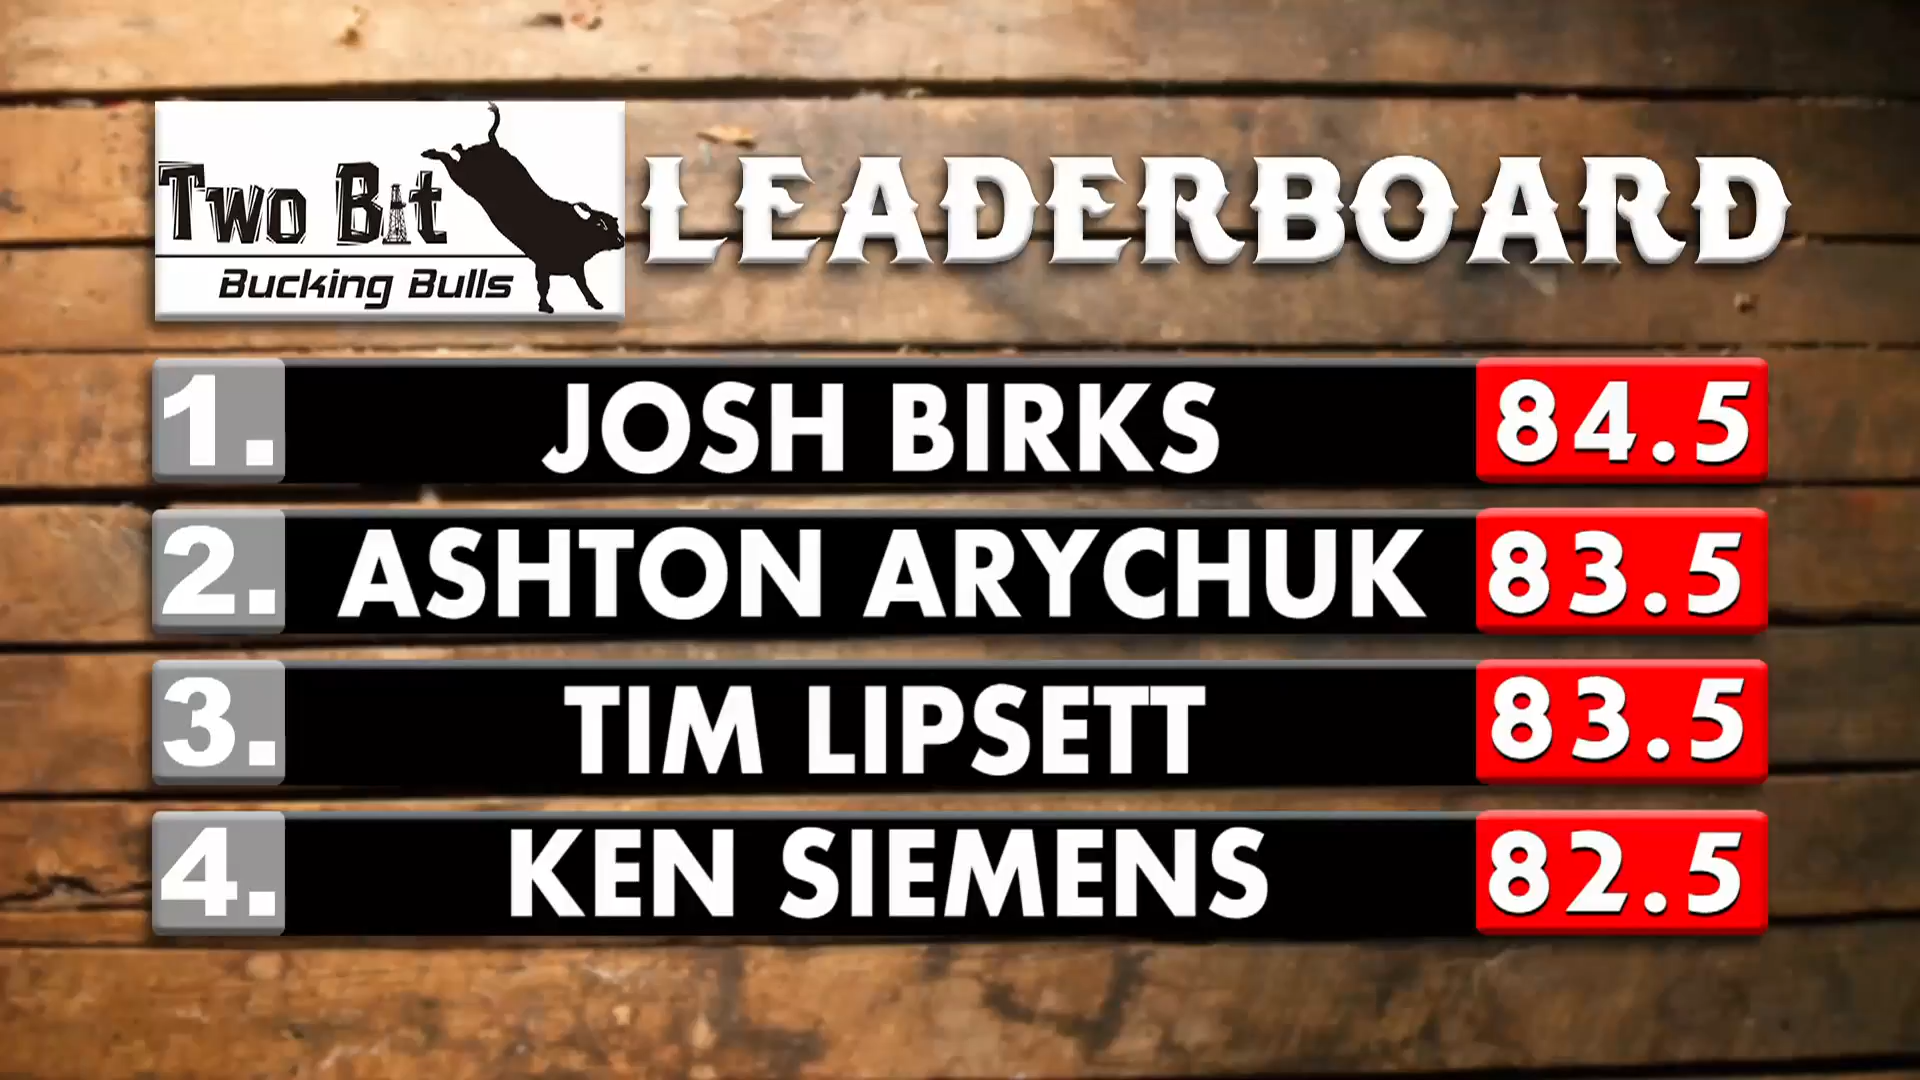 Two Bit
Bucking Bulls
LEADERBOARD
1. JOSH BIRKS 84.5
2. ASHTON ARYCHUK 83.5
3. TIM LIPSETT 83.5
4. KEN SIEMENS 82.5